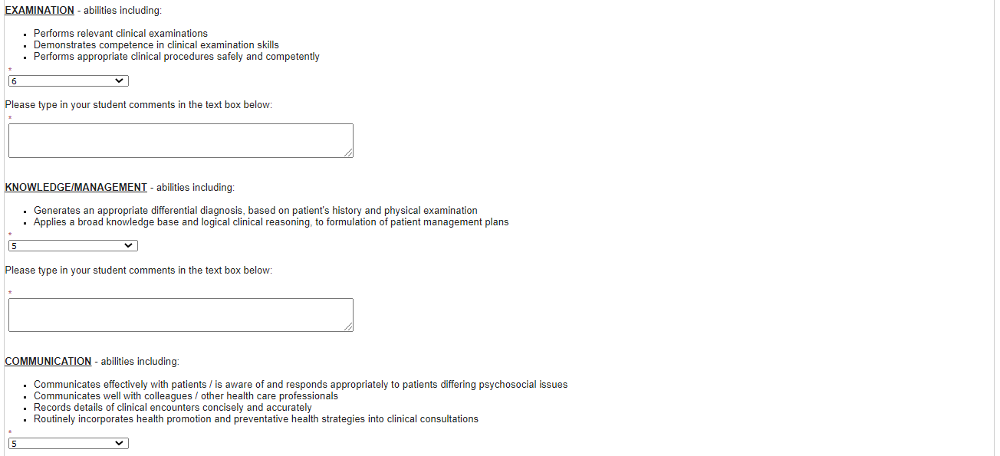 EXAMINATION - abilities including:
• Performs relevant clinical examinations
• Demonstrates competence in clinical examination skills
• Performs appropriate clinical procedures safely and competently
*
6
Please type in your student comments in the text box below:
*
KNOWLEDGE/MANAGEMENT - abilities including:
• Generates an appropriate differential diagnosis, based on patient's history and physical examination
• Applies a broad knowledge base and logical clinical reasoning, to formulation of patient management plans
*
5
Please type in your student comments in the text box below:
*
COMMUNICATION - abilities including:
• Communicates effectively with patients / is aware of and responds appropriately to patients differing psychosocial issues
• Communicates well with colleagues / other health care professionals
• Records details of clinical encounters concisely and accurately
• Routinely incorporates health promotion and preventative health strategies into clinical consultations
*
5